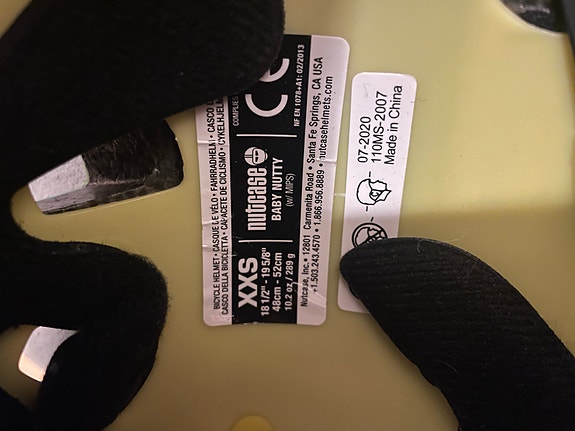 BICYCLE HELMET • CASQUE LE VÉLO • FAHRRADHELM • CASCO
CASCO DELLA BICICLETTA • CAPACETE DE CICLISMO • CYKELHJELM
XXS
18 1/2" - 19 5/8"
48cm - 52cm
10.2 oz / 289 g
nutcase
BABY NUTTY
(w/ MIPS)
COMPLIES
CE
NF EN 1078+A1: 02/2013
Nutcase, Inc. • 12801 Carmenita Road • Santa Fe Springs, CA USA
+1.503.243.4570 • 1.866.956.8889 • nutcasehelmets.com
07-2020
110MS-2007
Made in China